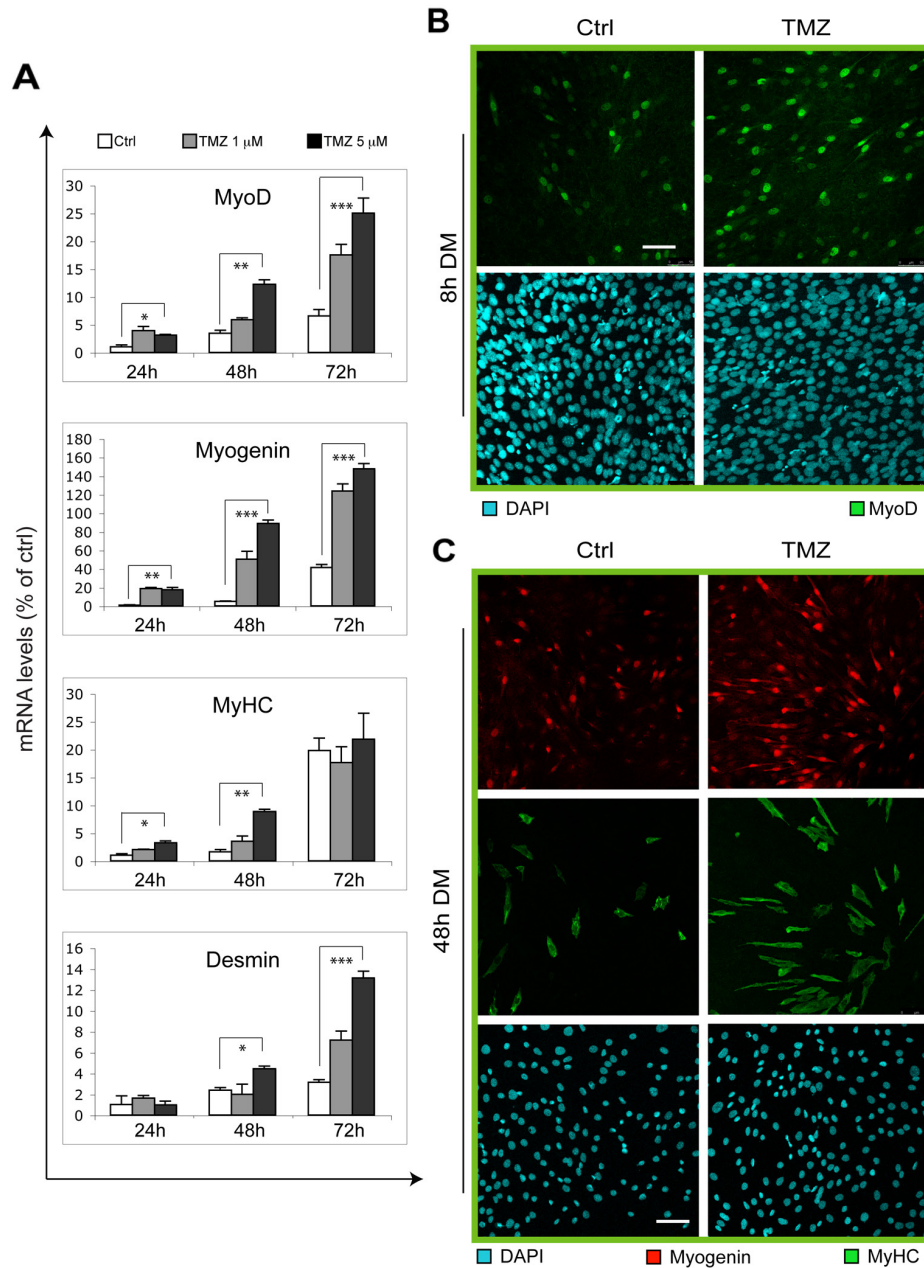 A
Ctrl TMZ 1 μM TMZ 5 μM
mRNA levels (% of ctrl)
MyoD
30
25
20
15
10
5
0
* ** ***
24h 48h 72h
Myogenin
180
160
140
120
100
80
60
40
20
0
** *** ***
24h 48h 72h
MyHC
30
25
20
15
10
5
0
* **
24h 48h 72h
Desmin
16
14
12
10
8
6
4
2
0
* ***
24h 48h 72h
B
Ctrl TMZ
8h DM
DAPI MyoD
C
Ctrl TMZ
48h DM
DAPI Myogenin MyHC